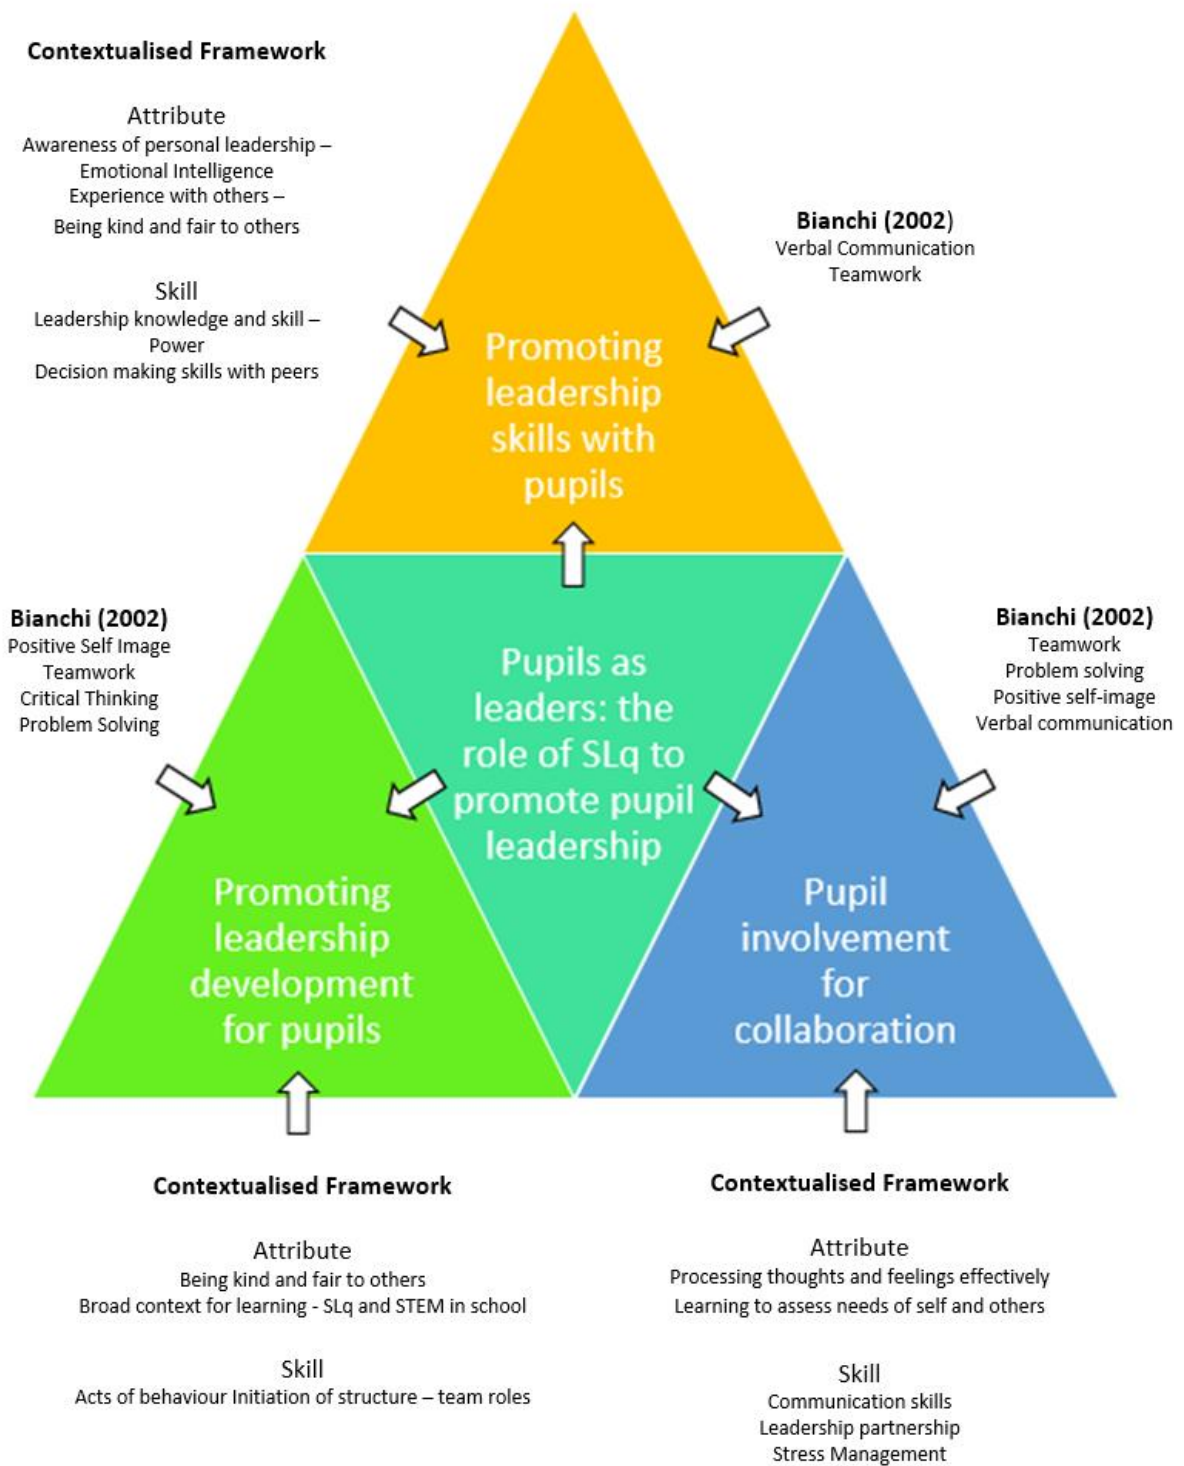 Contextualised Framework
Attribute
Awareness of personal leadership –
Emotional Intelligence
Experience with others –
Being kind and fair to others
Skill
Leadership knowledge and skill –
Power
Decision making skills with peers
Bianchi (2002)
Verbal Communication
Teamwork
Promoting
leadership
skills with
pupils
Bianchi (2002)
Positive Self Image
Teamwork
Critical Thinking
Problem Solving
Pupils as
leaders: the
role of SLq to
promote pupil
leadership
Bianchi (2002)
Teamwork
Problem solving
Positive self-image
Verbal communication
Promoting
leadership
development
for pupils
Pupil
involvement
for
collaboration
Contextualised Framework
Attribute
Being kind and fair to others
Broad context for learning - SLq and STEM in school
Skill
Acts of behaviour Initiation of structure – team roles
Contextualised Framework
Attribute
Processing thoughts and feelings effectively
Learning to assess needs of self and others
Skill
Communication skills
Leadership partnership
Stress Management